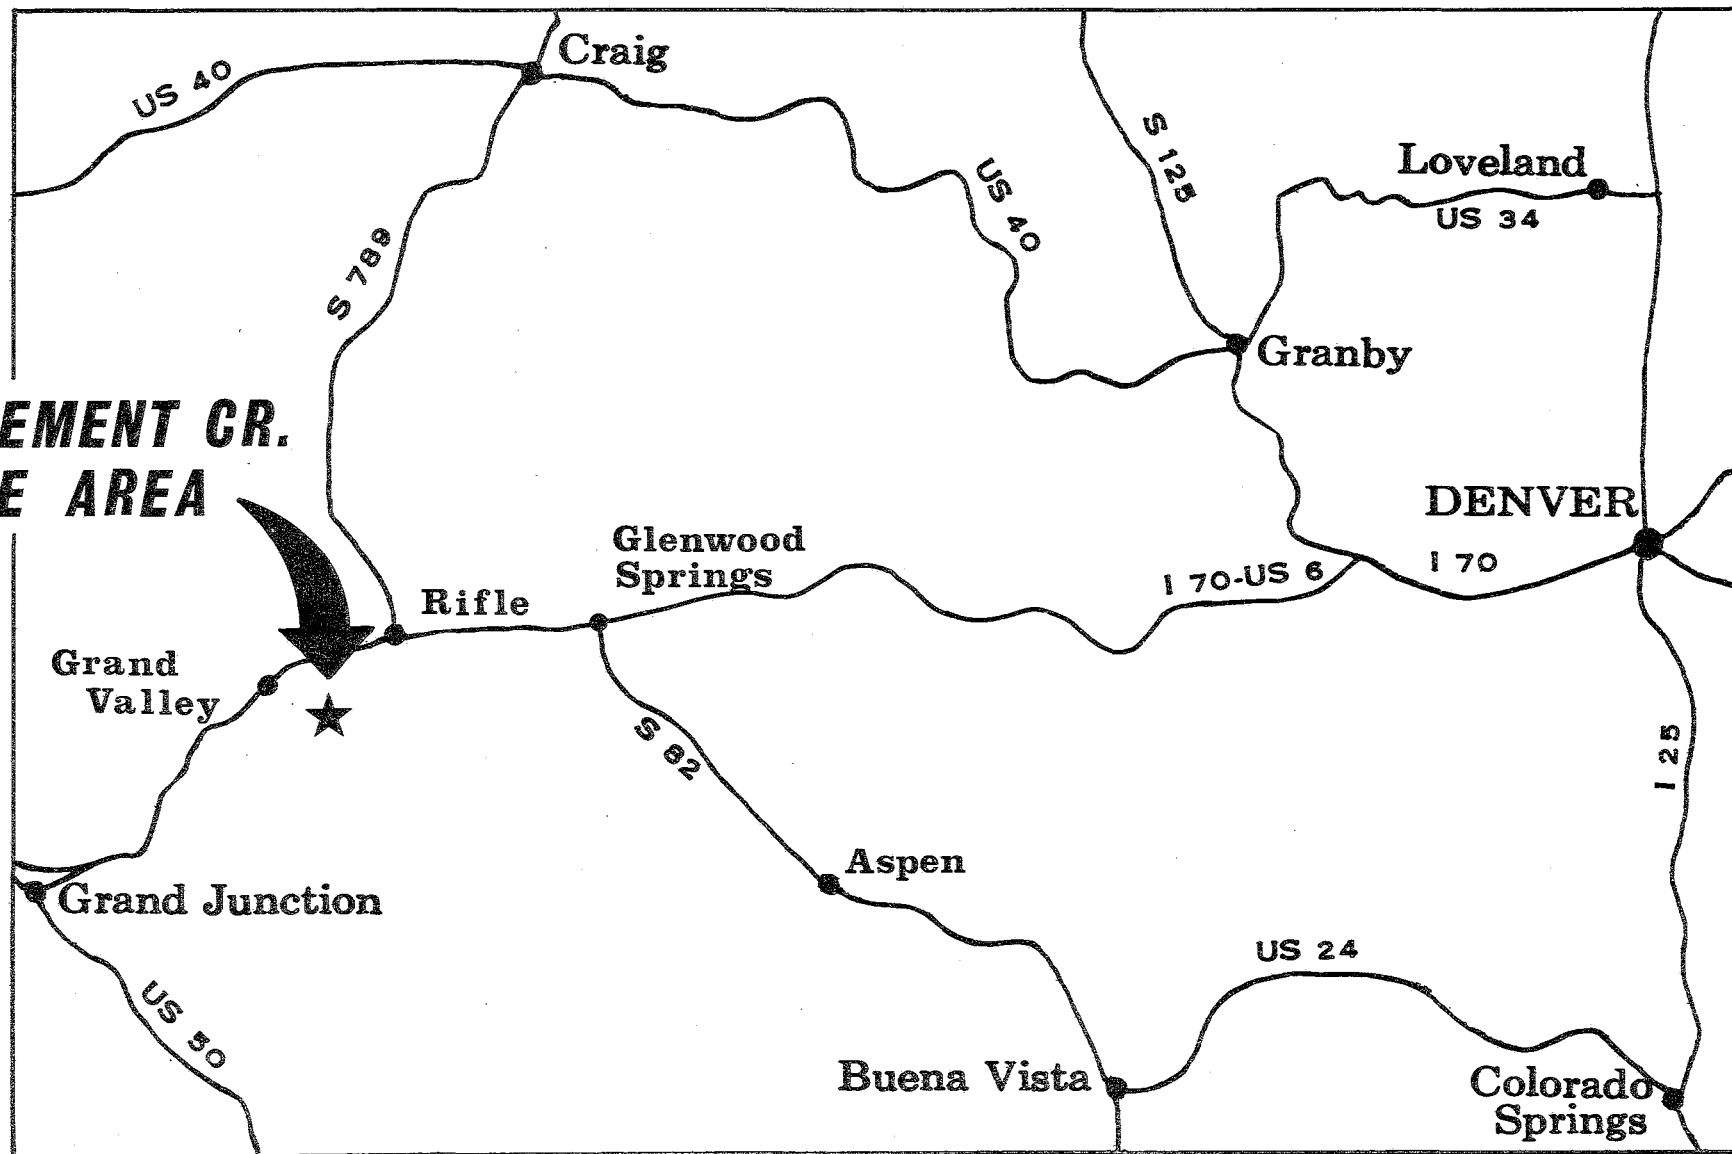 Craig
US 40
S 125
Loveland
US 40
US 34
S 789
Granby
EMENT CR.
E AREA
DENVER
Glenwood
Springs
I 70-US 6
I 70
Rifle
Grand
Valley
S 82
I 25
Aspen
Grand Junction
US 24
US 50
Buena Vista
Colorado
Springs